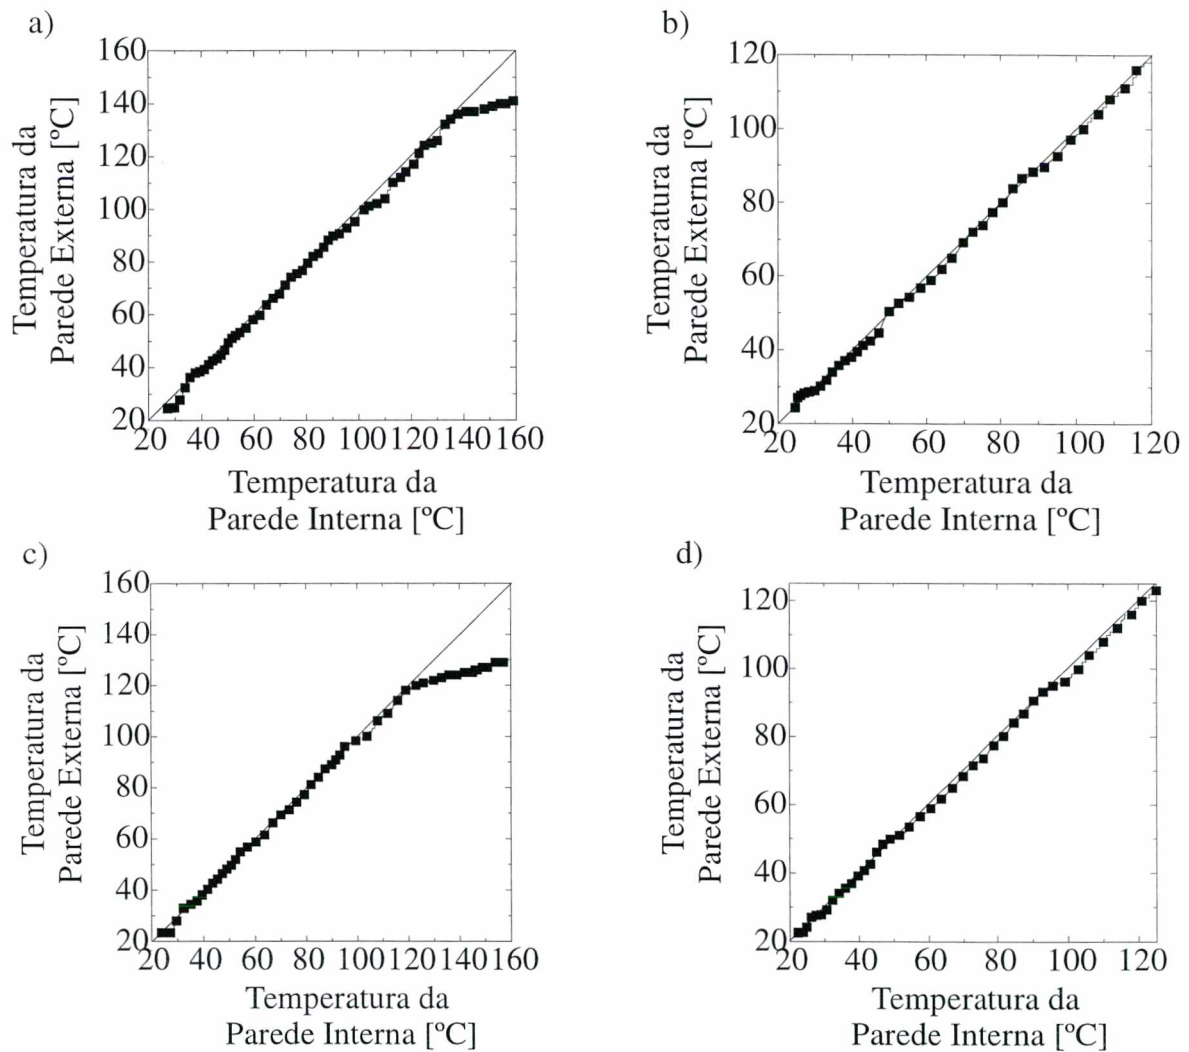 a)
160
140
120
100
80
60
40
20
20 40 60 80 100 120 140 160
Temperatura da
Parede Externa [ºC]
Temperatura da
Parede Interna [ºC]
b)
120
100
80
60
40
20
20 40 60 80 100 120
Temperatura da
Parede Externa [ºC]
Temperatura da
Parede Interna [ºC]
c)
160
140
120
100
80
60
40
20
20 40 60 80 100 120 140 160
Temperatura da
Parede Externa [ºC]
Temperatura da
Parede Interna [ºC]
d)
120
100
80
60
40
20
20 40 60 80 100 120
Temperatura da
Parede Externa [ºC]
Temperatura da
Parede Interna [ºC]